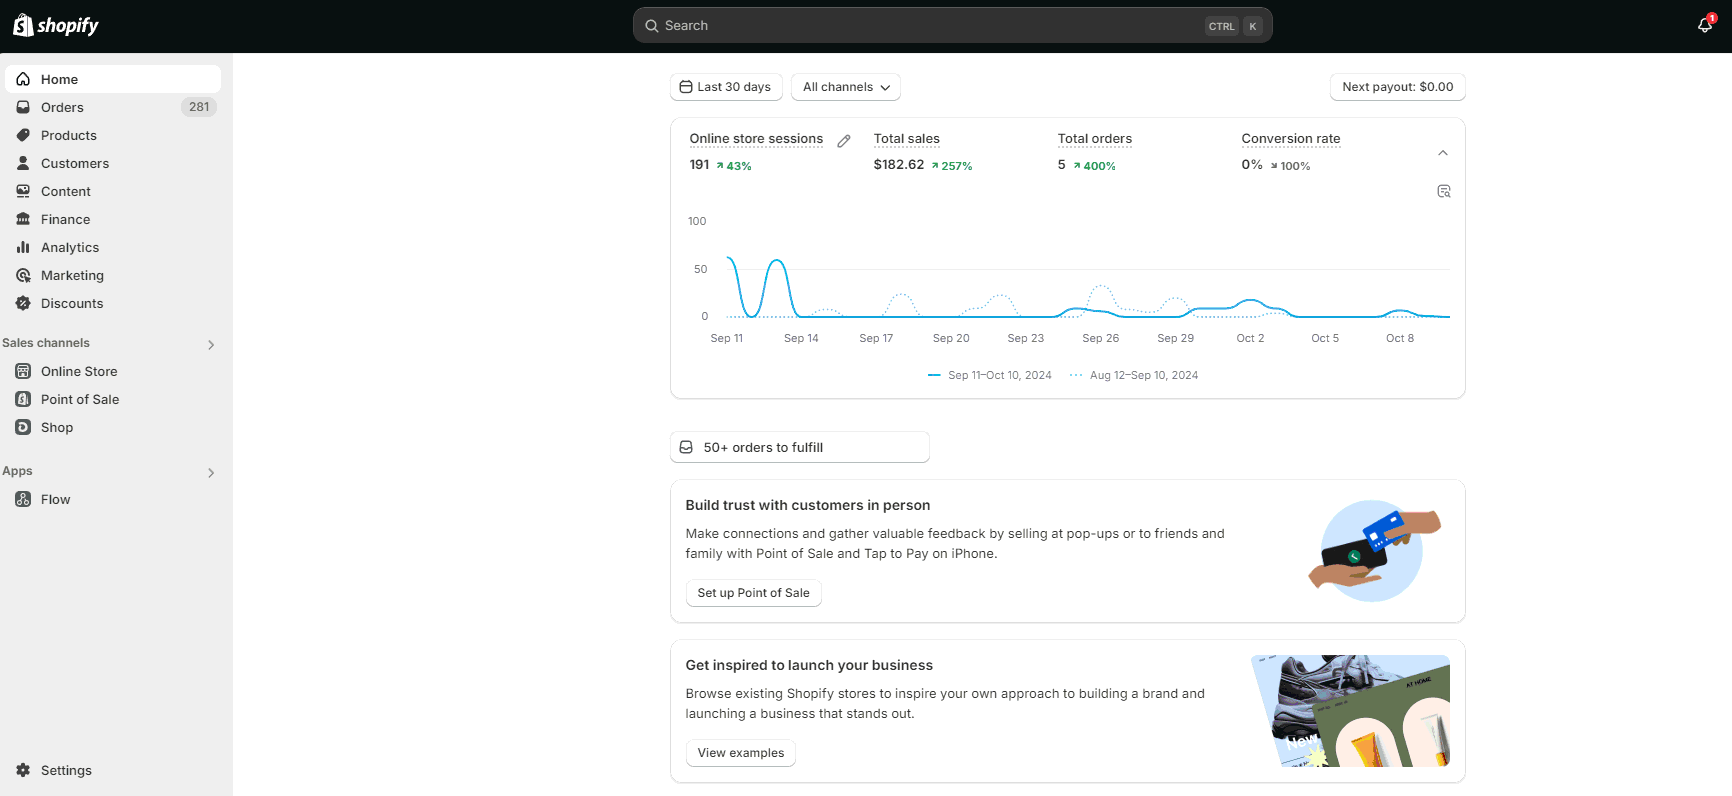 shopify
Search
CTRL K
1
Home
Orders 281
Products
Customers
Content
Finance
Analytics
Marketing
Discounts
Sales channels
Online Store
Point of Sale
Shop
Apps
Flow
Settings
Last 30 days
All channels
Next payout: $0.00
Online store sessions
191 43%
Total sales
$182.62 257%
Total orders
5 400%
Conversion rate
0% 100%
100
50
0
Sep 11 Sep 14 Sep 17 Sep 20 Sep 23 Sep 26 Sep 29 Oct 2 Oct 5 Oct 8
Sep 11–Oct 10, 2024 Aug 12–Sep 10, 2024
50+ orders to fulfill
Build trust with customers in person
Make connections and gather valuable feedback by selling at pop-ups or to friends and
family with Point of Sale and Tap to Pay on iPhone.
Set up Point of Sale
Get inspired to launch your business
Browse existing Shopify stores to inspire your own approach to building a brand and
launching a business that stands out.
View examples
AT HOME
New